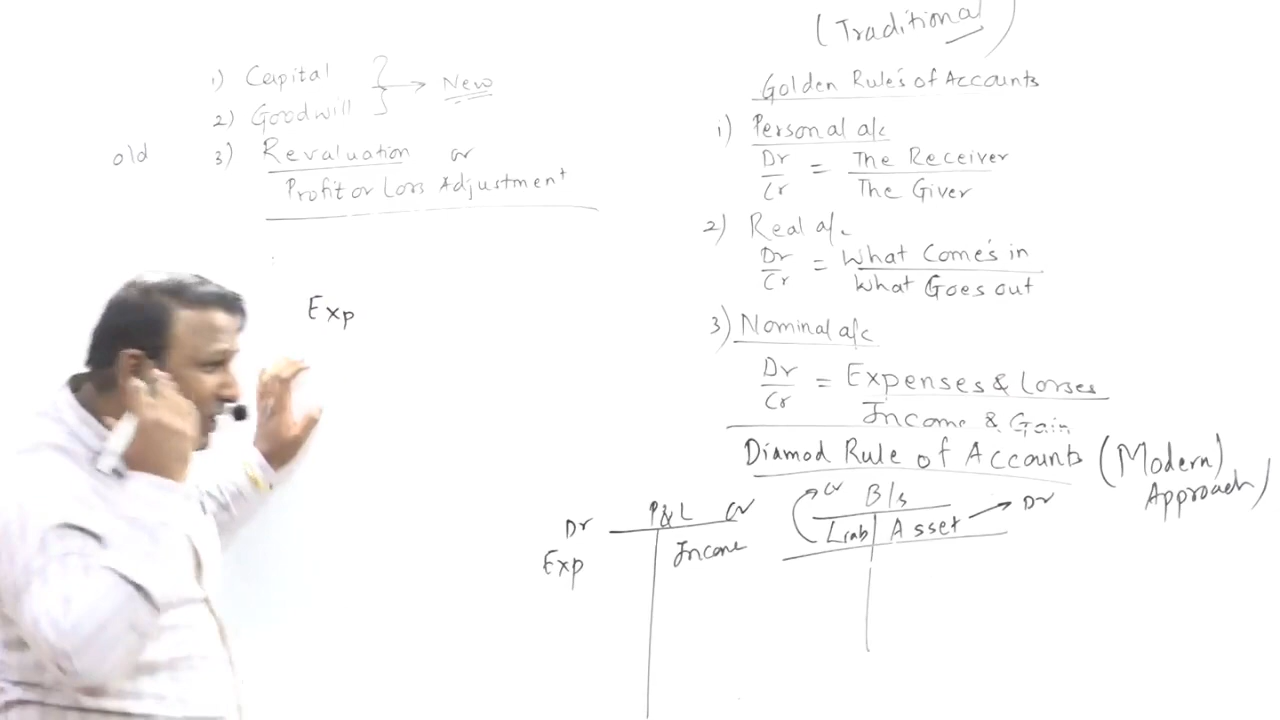 (Traditional)
1) Capital
2) Goodwill
New
old
3) Revaluation or
Profit or Loss Adjustment
Exp
Golden Rule's of Accounts
1) Personal a/c
Dr = The Receiver
Cr The Giver
2) Real a/c
Dr = What Come's in
Cr What Goes out
3) Nominal a/c
Dr = Expenses & Losses
Cr Income & Gain
Diamod Rule of Accounts (Modern)
Approach)
Dr P&L Cr
Exp Income
Cr B/s Dr
Liab Asset